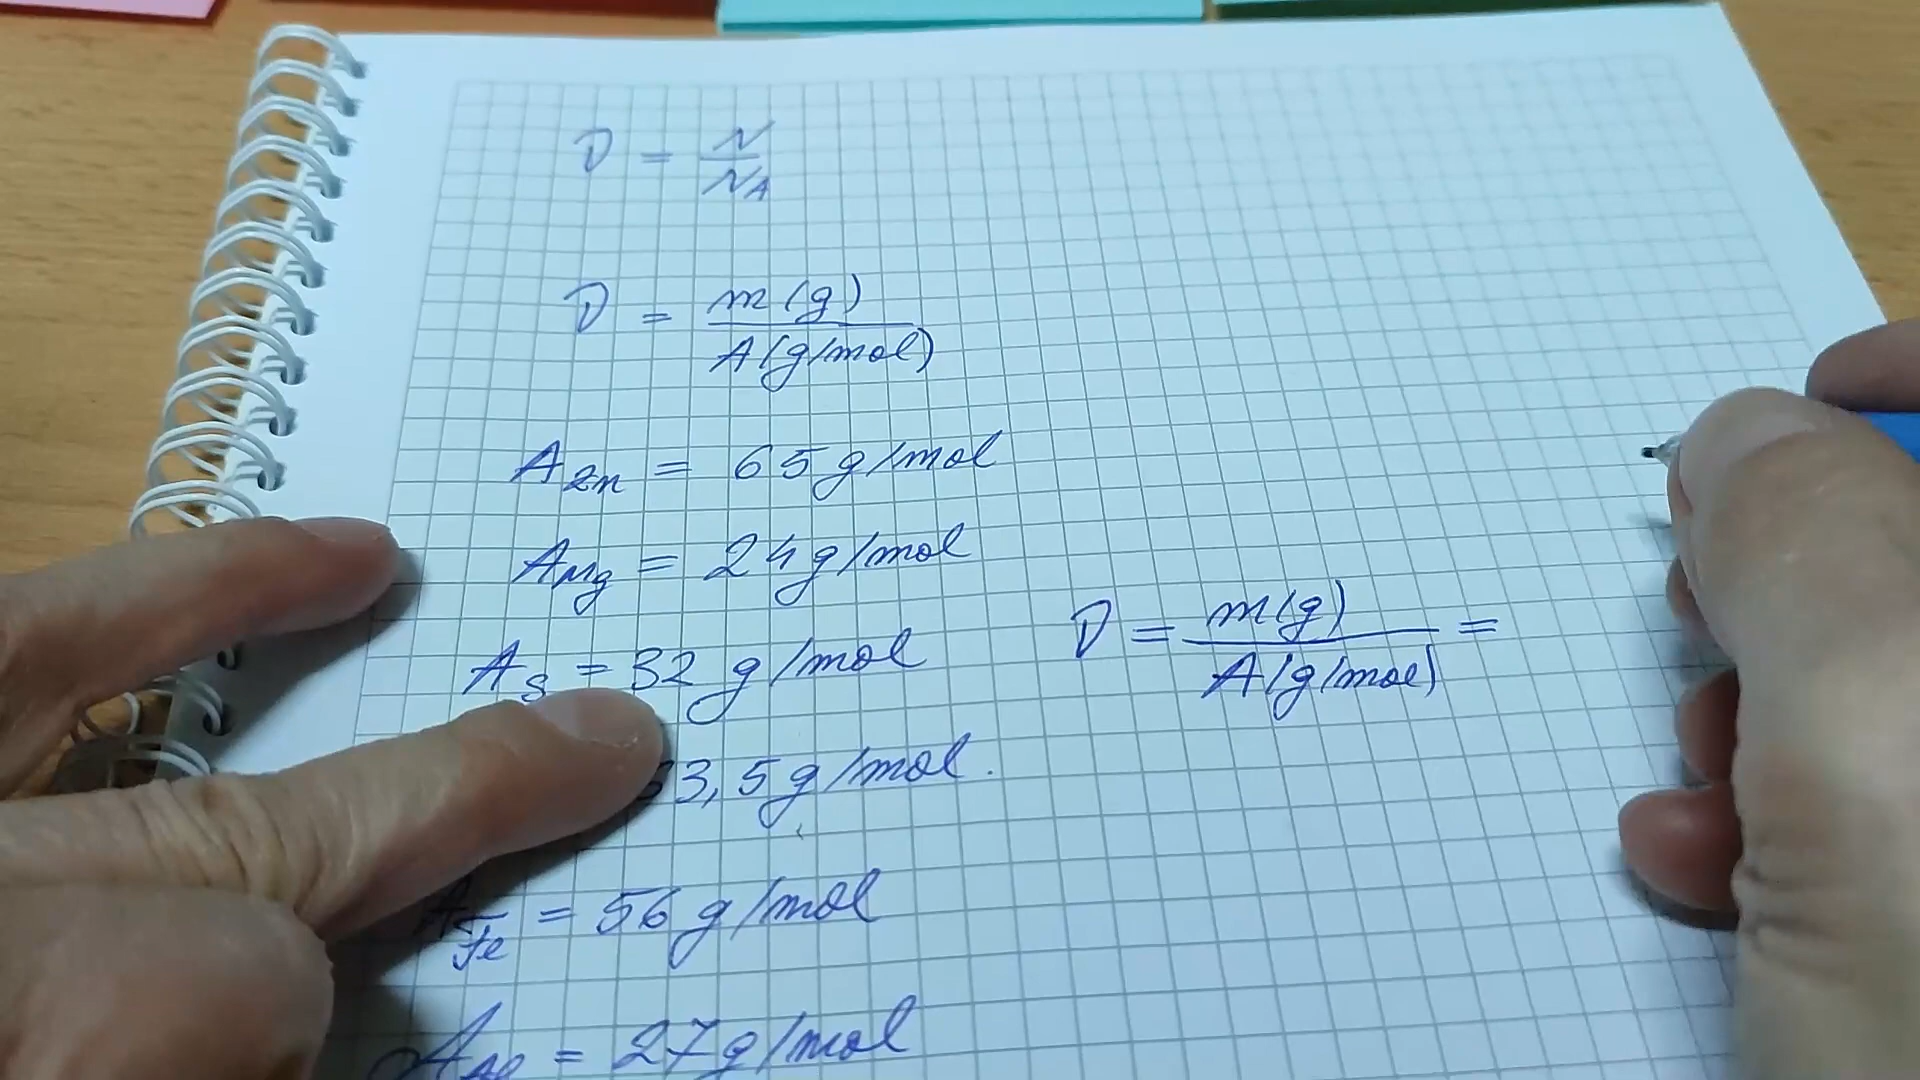 ν = N / N_A
ν = m(g) / A(g/mol)
A_Zn = 65 g/mol
A_Mg = 24 g/mol
A_S = 32 g/mol
ν = m(g) / A(g/mol) =
3,5 g/mol.
A_Fe = 56 g/mol
= 27 g/mol